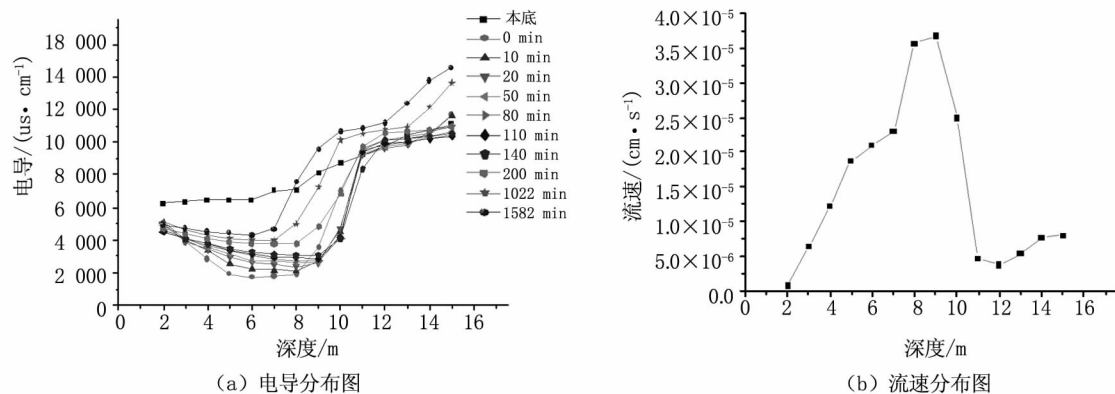 18 000
14 000
12 000
10 000
8 000
6 000
4 000
2 000
0
电导/(us•cm⁻¹)
0 2 4 6 8 10 12 14 16
深度/m
本底
0 min
10 min
20 min
50 min
80 min
110 min
140 min
200 min
1022 min
1582 min
(a) 电导分布图
4.0×10⁻⁵
3.5×10⁻⁵
3.0×10⁻⁵
2.5×10⁻⁵
2.0×10⁻⁵
1.5×10⁻⁵
1.0×10⁻⁵
5.0×10⁻⁶
0.0
流速/(cm•s⁻¹)
0 2 4 6 8 10 12 14 16
深度/m
(b) 流速分布图